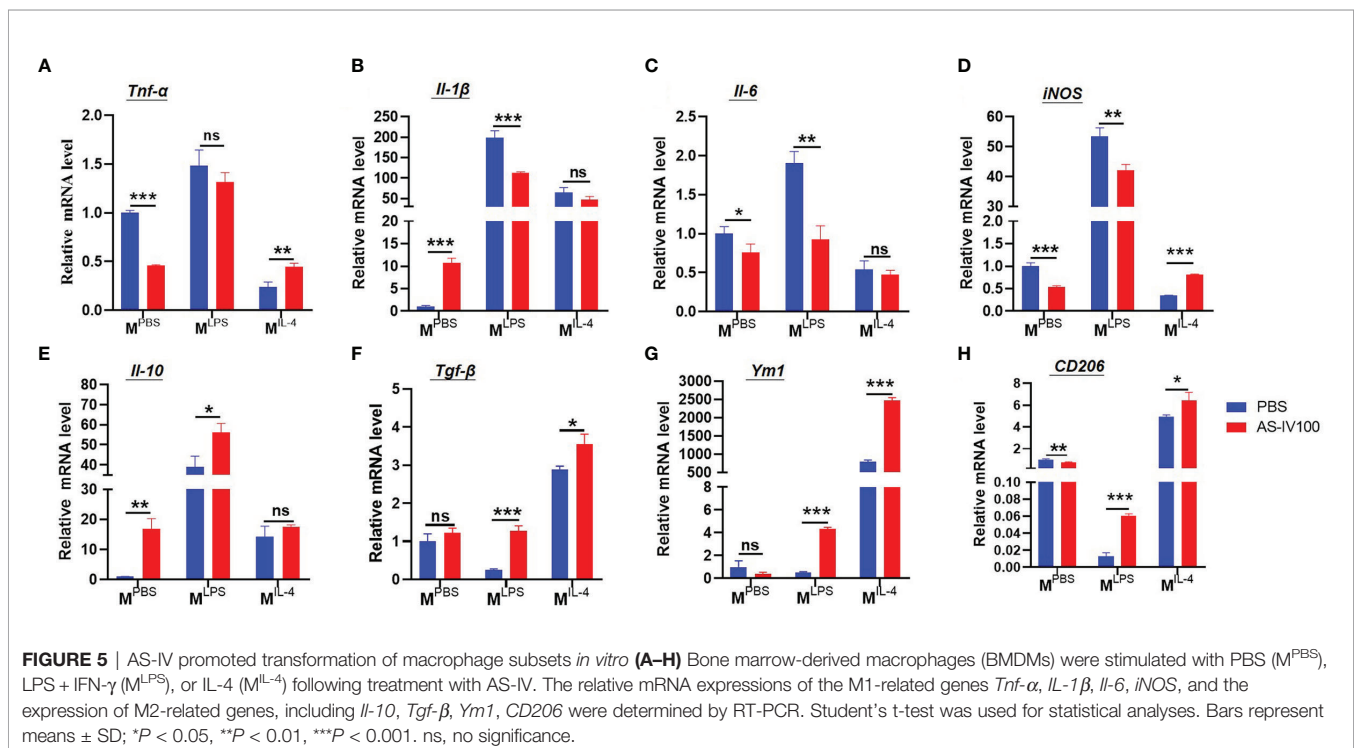 A
Tnf-α
Relative mRNA level
2.0
1.5
1.0
0.5
0.0
***
ns
**
M^PBS
M^LPS
M^IL-4
B
Il-1β
Relative mRNA level
250
200
150
100
50
20
15
10
5
0
***
***
ns
M^PBS
M^LPS
M^IL-4
C
Il-6
Relative mRNA level
2.5
2.0
1.5
1.0
0.5
0.0
*
**
ns
M^PBS
M^LPS
M^IL-4
D
iNOS
Relative mRNA level
60
50
40
30
1.5
1.0
0.5
0.0
***
**
***
M^PBS
M^LPS
M^IL-4
E
Il-10
Relative mRNA level
80
70
60
50
40
30
20
10
0
**
*
ns
M^PBS
M^LPS
M^IL-4
F
Tgf-β
Relative mRNA level
5
4
3
2
1
0
ns
***
*
M^PBS
M^LPS
M^IL-4
G
Ym1
Relative mRNA level
3000
2500
2000
1500
1000
500
8
6
4
2
0
ns
***
***
M^PBS
M^LPS
M^IL-4
H
CD206
Relative mRNA level
8
6
4
2
0.10
0.08
0.06
0.04
0.02
0.00
**
***
*
M^PBS
M^LPS
M^IL-4
PBS
AS-IV100
FIGURE 5 | AS-IV promoted transformation of macrophage subsets in vitro (A–H) Bone marrow-derived macrophages (BMDMs) were stimulated with PBS (M^PBS),
LPS + IFN-γ (M^LPS), or IL-4 (M^IL-4) following treatment with AS-IV. The relative mRNA expressions of the M1-related genes Tnf-α, IL-1β, Il-6, iNOS, and the
expression of M2-related genes, including Il-10, Tgf-β, Ym1, CD206 were determined by RT-PCR. Student's t-test was used for statistical analyses. Bars represent
means ± SD; *P < 0.05, **P < 0.01, ***P < 0.001. ns, no significance.